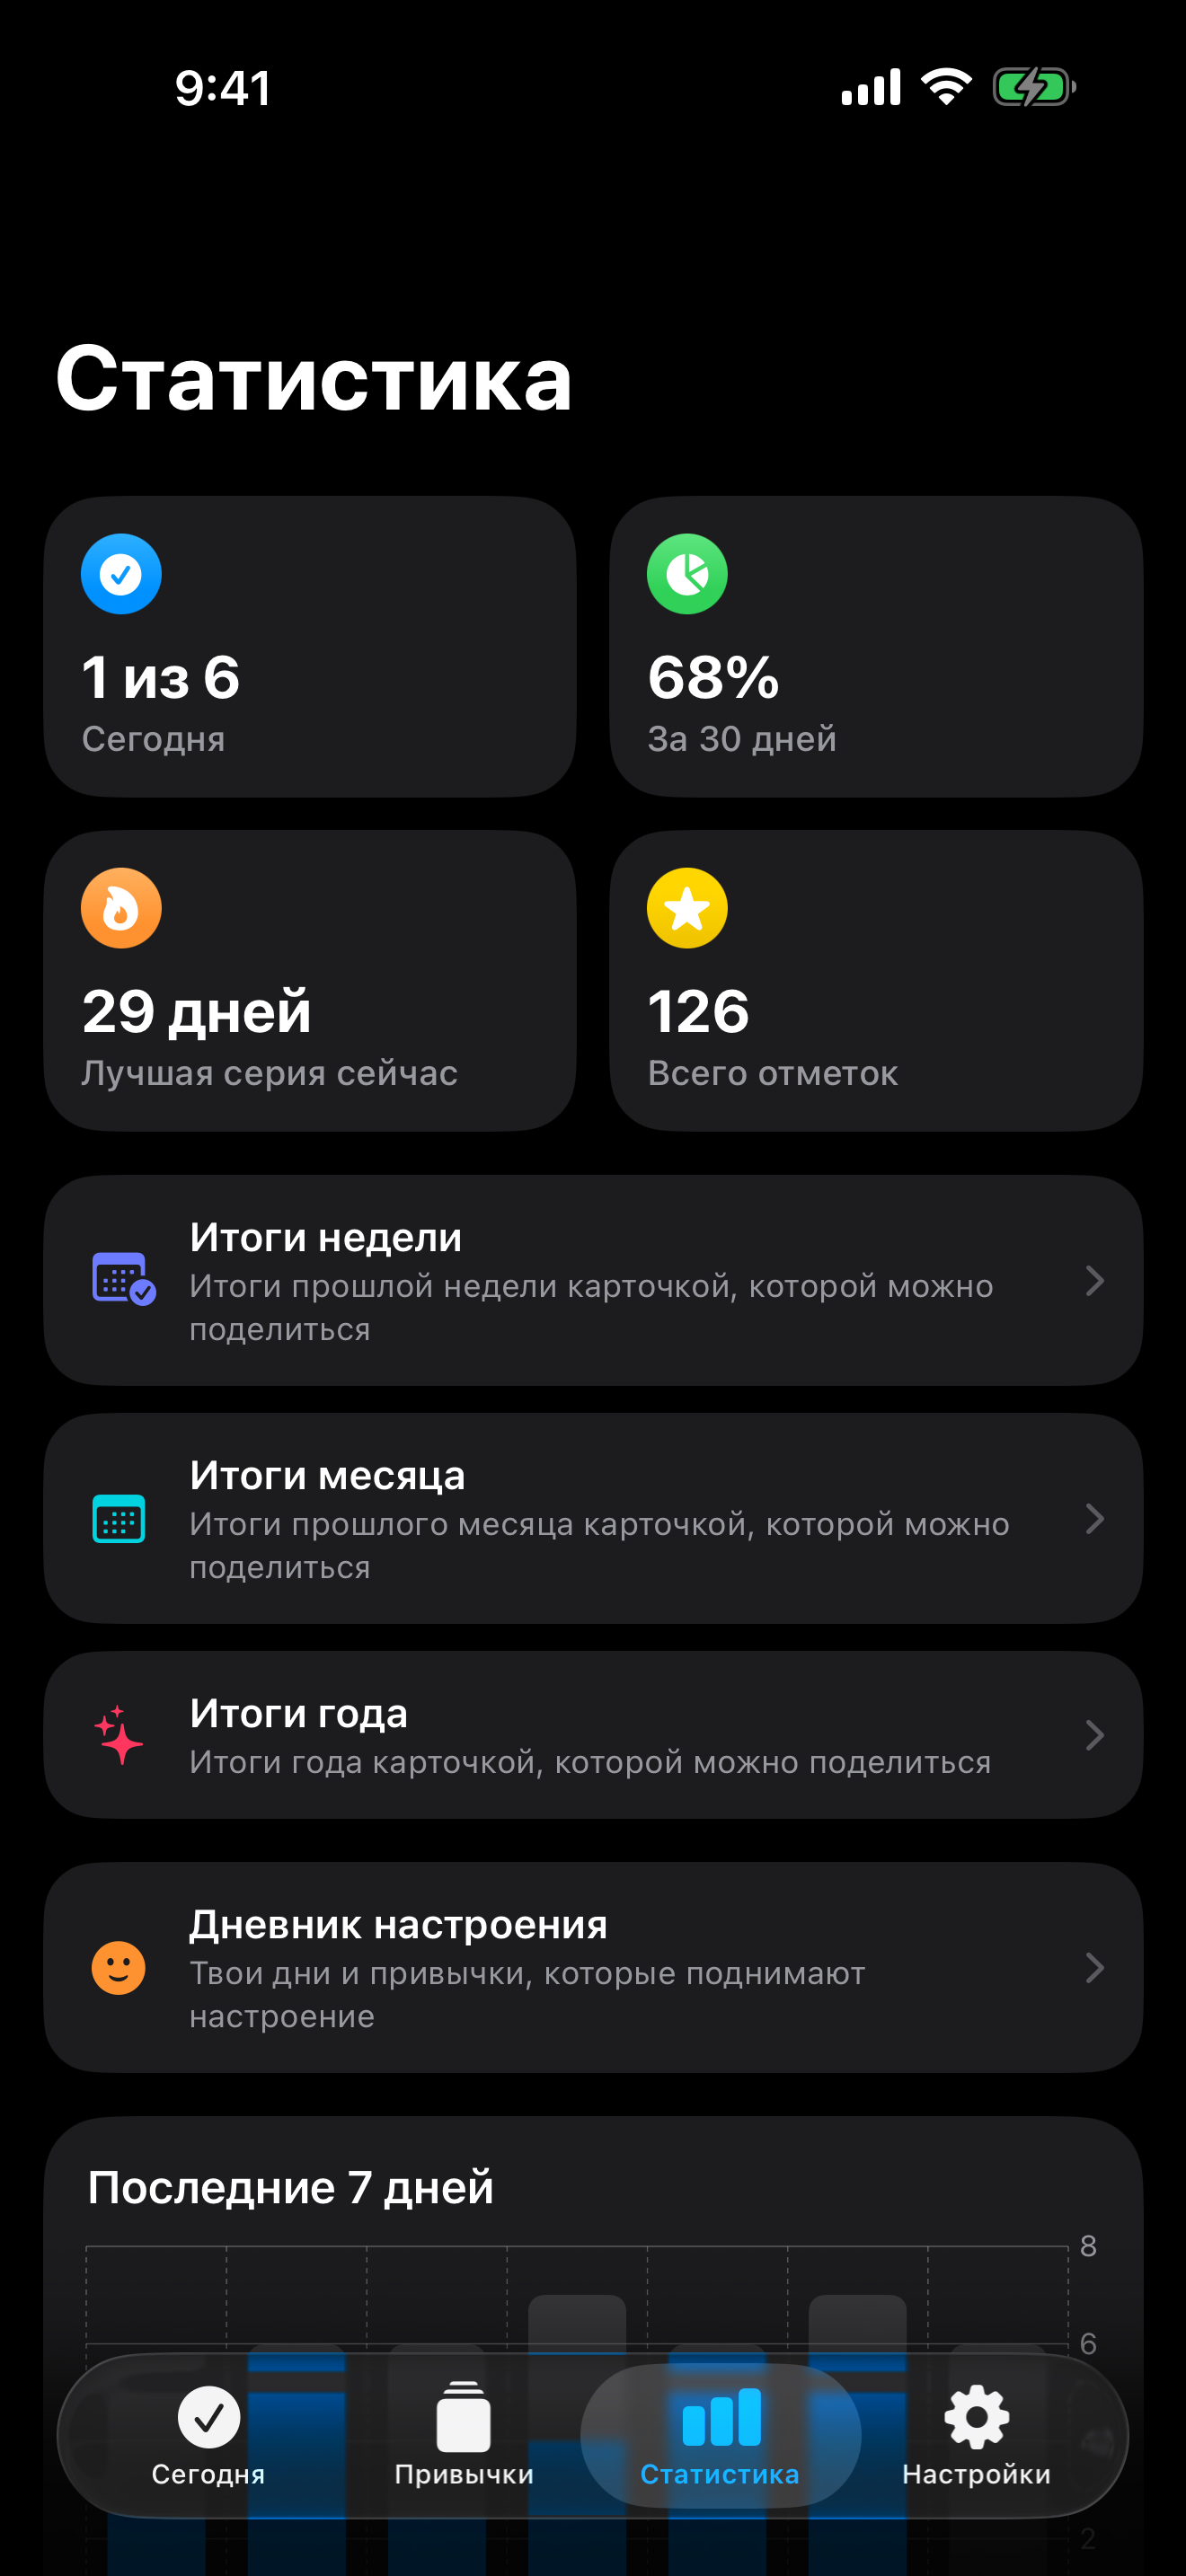 9:41
Статистика
1 из 6
Сегодня
68%
За 30 дней
29 дней
Лучшая серия сейчас
126
Всего отметок
Итоги недели
Итоги прошлой недели карточкой, которой можно
поделиться
Итоги месяца
Итоги прошлого месяца карточкой, которой можно
поделиться
Итоги года
Итоги года карточкой, которой можно поделиться
Дневник настроения
Твои дни и привычки, которые поднимают
настроение
Последние 7 дней
8
6
2
Сегодня
Привычки
Статистика
Настройки